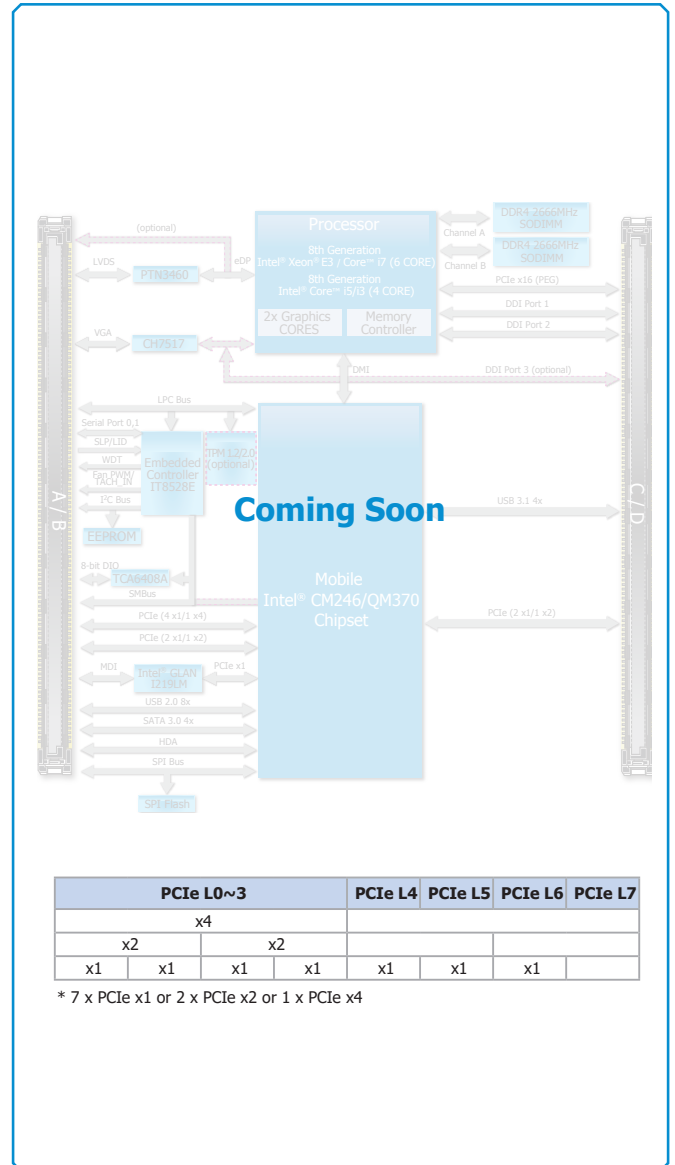 (optional)
LVDS
PTN3460
eDP
VGA
CH7517
Processor
8th Generation
Intel® Xeon® E3 / Core™ i7 (6 CORE)
8th Generation
Intel® Core™ i5/i3 (4 CORE)
2x Graphics
CORES
Memory
Controller
Channel A
DDR4 2666MHz
SODIMM
Channel B
DDR4 2666MHz
SODIMM
PCIe x16 (PEG)
DDI Port 1
DDI Port 2
DDI Port 3 (optional)
DMI
LPC Bus
Serial Port 0,1
SLP/LID
WDT
Fan PWM/
TACH_IN
I²C Bus
Embedded
Controller
IT8528E
TPM 1.2/2.0
(optional)
EEPROM
A / B
Coming Soon
USB 3.1 4x
C / D
8-bit DIO
TCA6408A
SMBus
Mobile
Intel® CM246/QM370
Chipset
PCIe (4 x1/1 x4)
PCIe (2 x1/1 x2)
PCIe (2 x1/1 x2)
MDI
Intel® GLAN
I219LM
PCIe x1
USB 2.0 8x
SATA 3.0 4x
HDA
SPI Bus
SPI Flash
PCIe L0~3 PCIe L4 PCIe L5 PCIe L6 PCIe L7
x4
x2 x2
x1 x1 x1 x1 x1 x1 x1
* 7 x PCIe x1 or 2 x PCIe x2 or 1 x PCIe x4